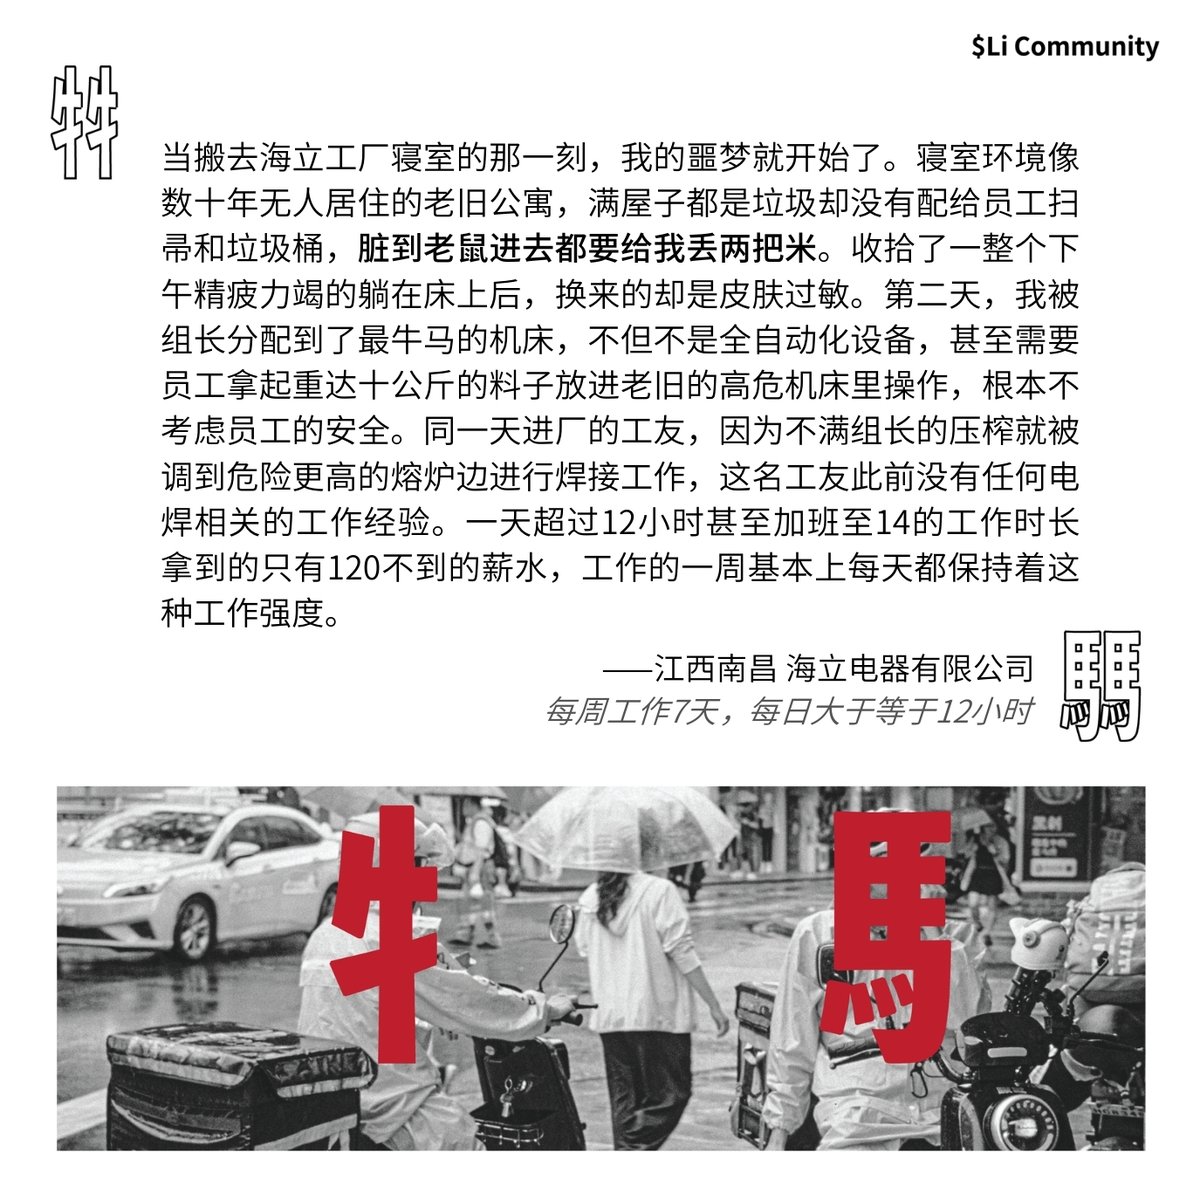 $Li Community
牛牛
当搬去海立工厂寝室的那一刻，我的噩梦就开始了。寝室环境像
数十年无人居住的老旧公寓，满屋子都是垃圾却没有配给员工扫
帚和垃圾桶，脏到老鼠进去都要给我丢两把米。收拾了一整个下
午精疲力竭的躺在床上后，换来的却是皮肤过敏。第二天，我被
组长分配到了最牛马的机床，不但不是全自动化设备，甚至需要
员工拿起重达十公斤的料子放进老旧的高危机床里操作，根本不
考虑员工的安全。同一天进厂的工友，因为不满组长的压榨就被
调到危险更高的熔炉边进行焊接工作，这名工友此前没有任何电
焊相关的工作经验。一天超过12小时甚至加班至14的工作时长
拿到的只有120不到的薪水，工作的一周基本上每天都保持着这
种工作强度。
馬馬
——江西南昌 海立电器有限公司
每周工作7天，每日大于等于12小时
牛 馬